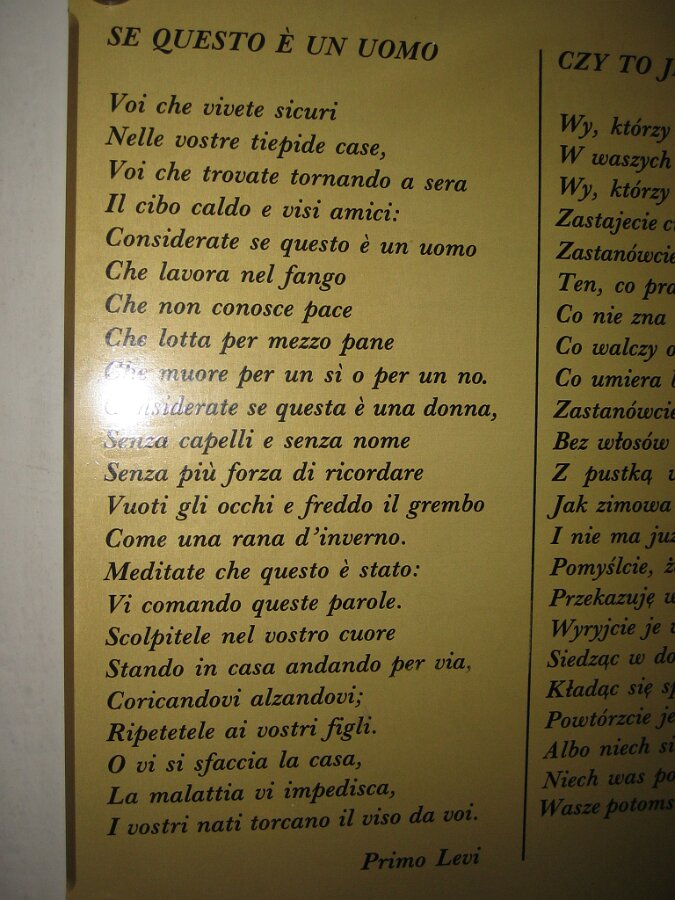 SE QUESTO È UN UOMO
Voi che vivete sicuri
Nelle vostre tiepide case,
Voi che trovate tornando a sera
Il cibo caldo e visi amici:
Considerate se questo è un uomo
Che lavora nel fango
Che non conosce pace
Che lotta per mezzo pane
Che muore per un sì o per un no.
Considerate se questa è una donna,
Senza capelli e senza nome
Senza più forza di ricordare
Vuoti gli occhi e freddo il grembo
Come una rana d'inverno.
Meditate che questo è stato:
Vi comando queste parole.
Scolpitele nel vostro cuore
Stando in casa andando per via,
Coricandovi alzandovi;
Ripetetele ai vostri figli.
O vi si sfaccia la casa,
La malattia vi impedisca,
I vostri nati torcano il viso da voi.
Primo Levi
CZY TO
Wy, którzy
W waszych
Wy, którzy
Zastajecie
Zastanówcie
Ten, co
Co nie zna
Co walczy
Co umiera
Zastanówcie
Bez włosów
Z pustką
Jak zimowa
I nie ma
Pomyślcie,
Przekazuję
Wyryjcie je
Siedząc w
Kładąc się
Powtórzcie
Albo niech
Niech was
Wasze